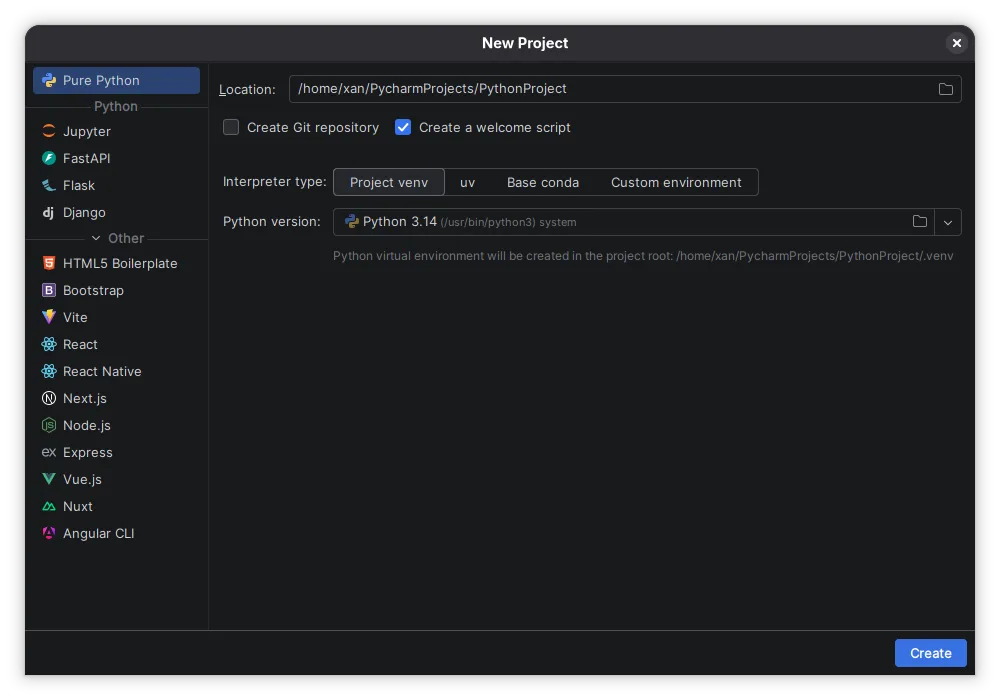 New Project
Pure Python
Python
Jupyter
FastAPI
Flask
dj Django
Other
HTML5 Boilerplate
B Bootstrap
Vite
React
React Native
N Next.js
JS Node.js
ex Express
Vue.js
Nuxt
Angular CLI
Location: /home/xan/PycharmProjects/PythonProject
Create Git repository Create a welcome script
Interpreter type: Project venv uv Base conda Custom environment
Python version: Python 3.14 (/usr/bin/python3) system
Python virtual environment will be created in the project root: /home/xan/PycharmProjects/PythonProject/.venv
Create